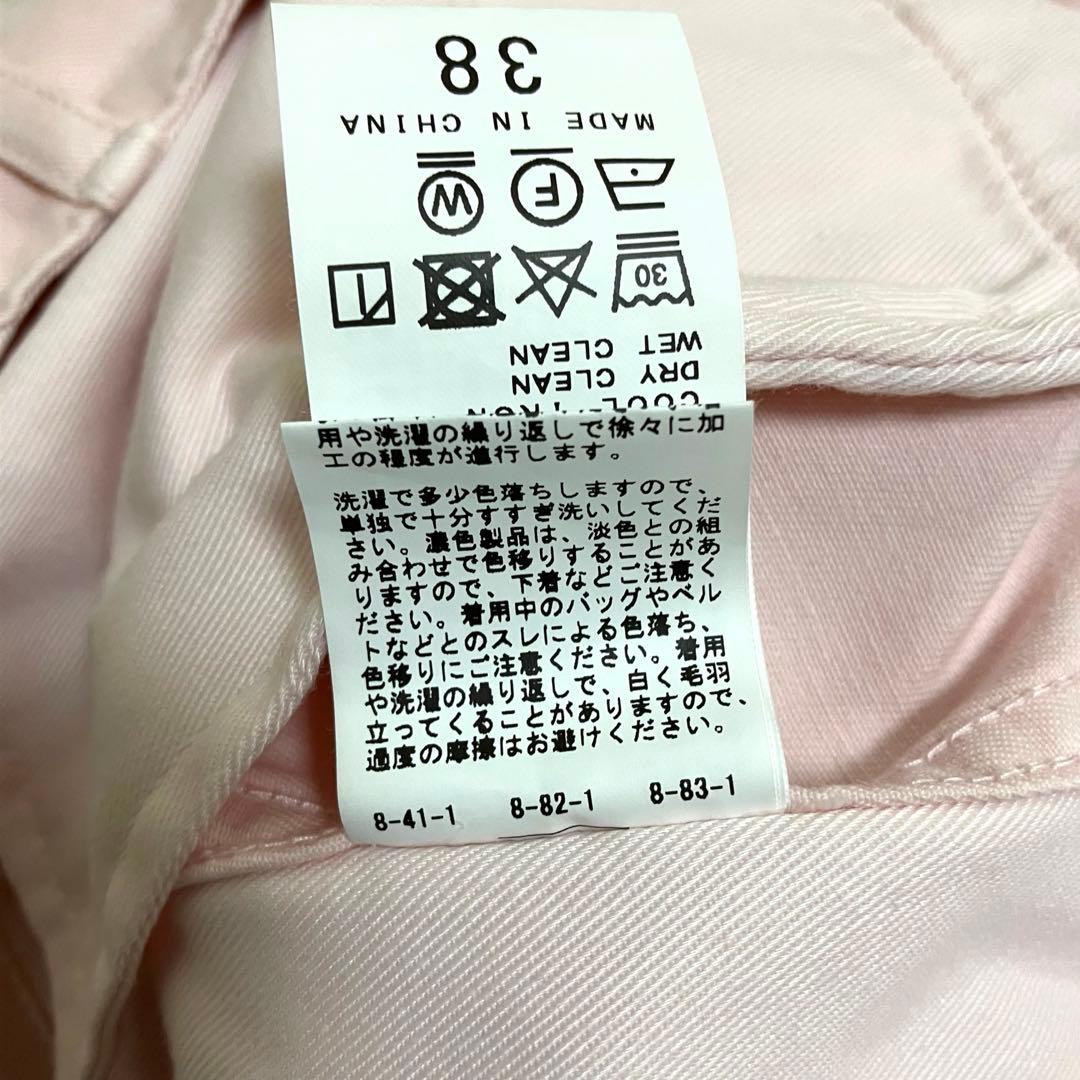 COOL IRON
DRY CLEAN
WET CLEAN
30
F W
MADE IN CHINA
38
用や洗濯の繰り返しで徐々に加
工の程度が進行します。
洗濯で多少色落ちしますので、
単独で十分すすぎ洗いしてくだ
さい。濃色製品は、淡色との組
み合わせで色移りすることがあ
りますので、下着などご注意く
ださい。着用中のバッグやベル
トなどとのスレによる色落ち、
色移りにご注意ください。着用
や洗濯の繰り返しで、白く毛羽
立ってくることがありますので、
過度の摩擦はお避けください。
8-41-1 8-82-1 8-83-1